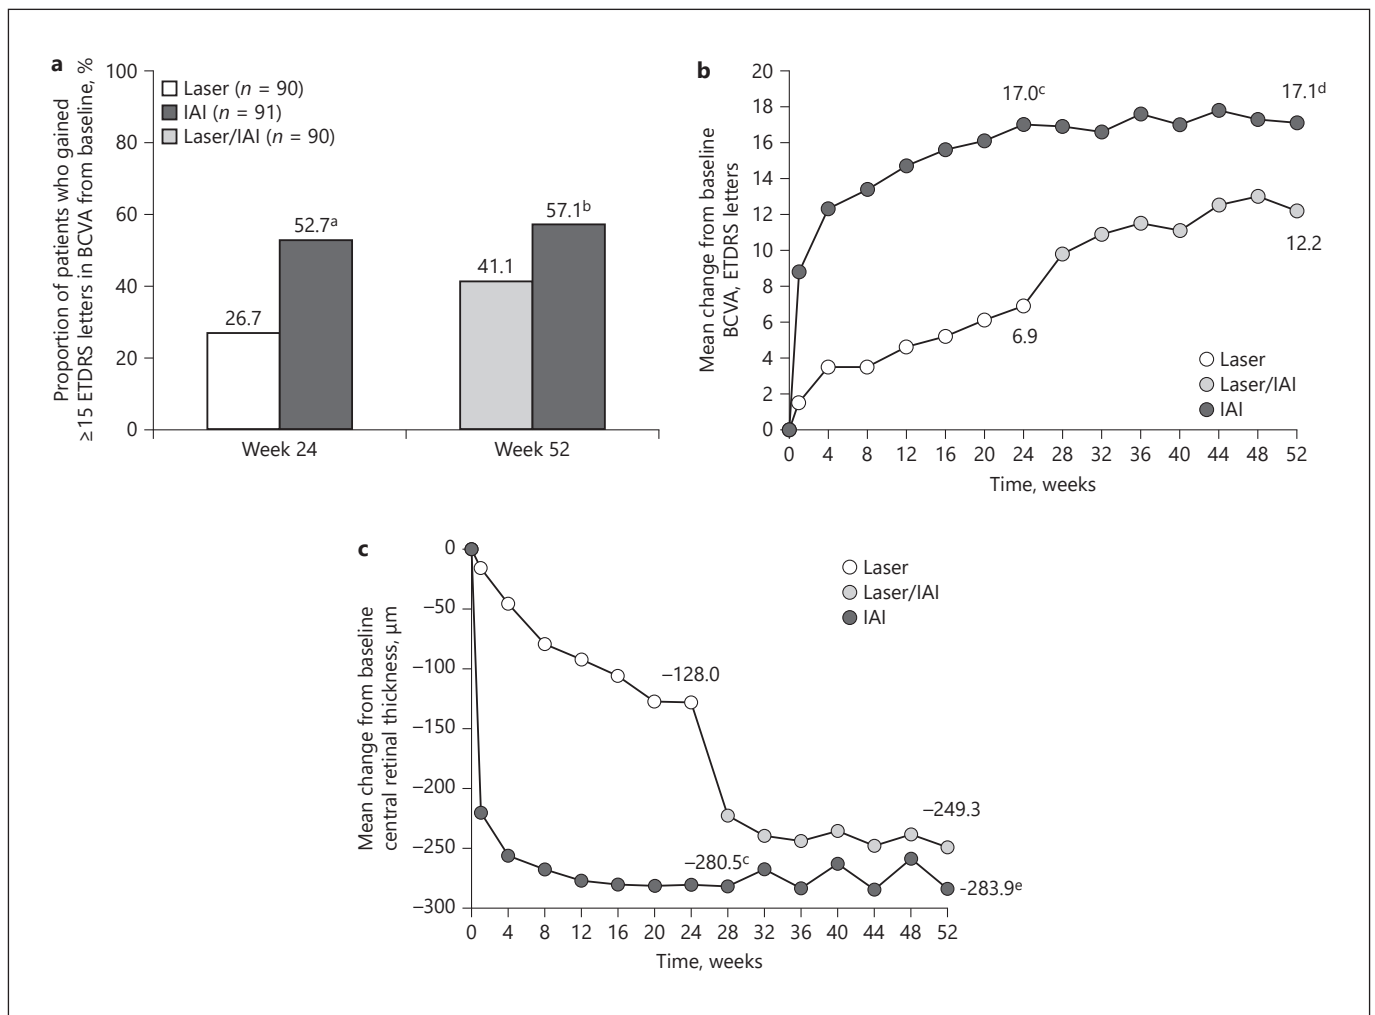 a
Proportion of patients who gained
≥15 ETDRS letters in BCVA from baseline, %
100
80
60
40
20
0
Laser (n = 90)
IAI (n = 91)
Laser/IAI (n = 90)
26.7
52.7a
41.1
57.1b
Week 24
Week 52
b
Mean change from baseline
BCVA, ETDRS letters
20
18
16
14
12
10
8
6
4
2
0
17.0c
17.1d
12.2
6.9
Laser
Laser/IAI
IAI
0 4 8 12 16 20 24 28 32 36 40 44 48 52
Time, weeks
c
Mean change from baseline
central retinal thickness, µm
0
–50
–100
–150
–200
–250
–300
Laser
Laser/IAI
IAI
–128.0
–249.3
–280.5c
-283.9e
0 4 8 12 16 20 24 28 32 36 40 44 48 52
Time, weeks